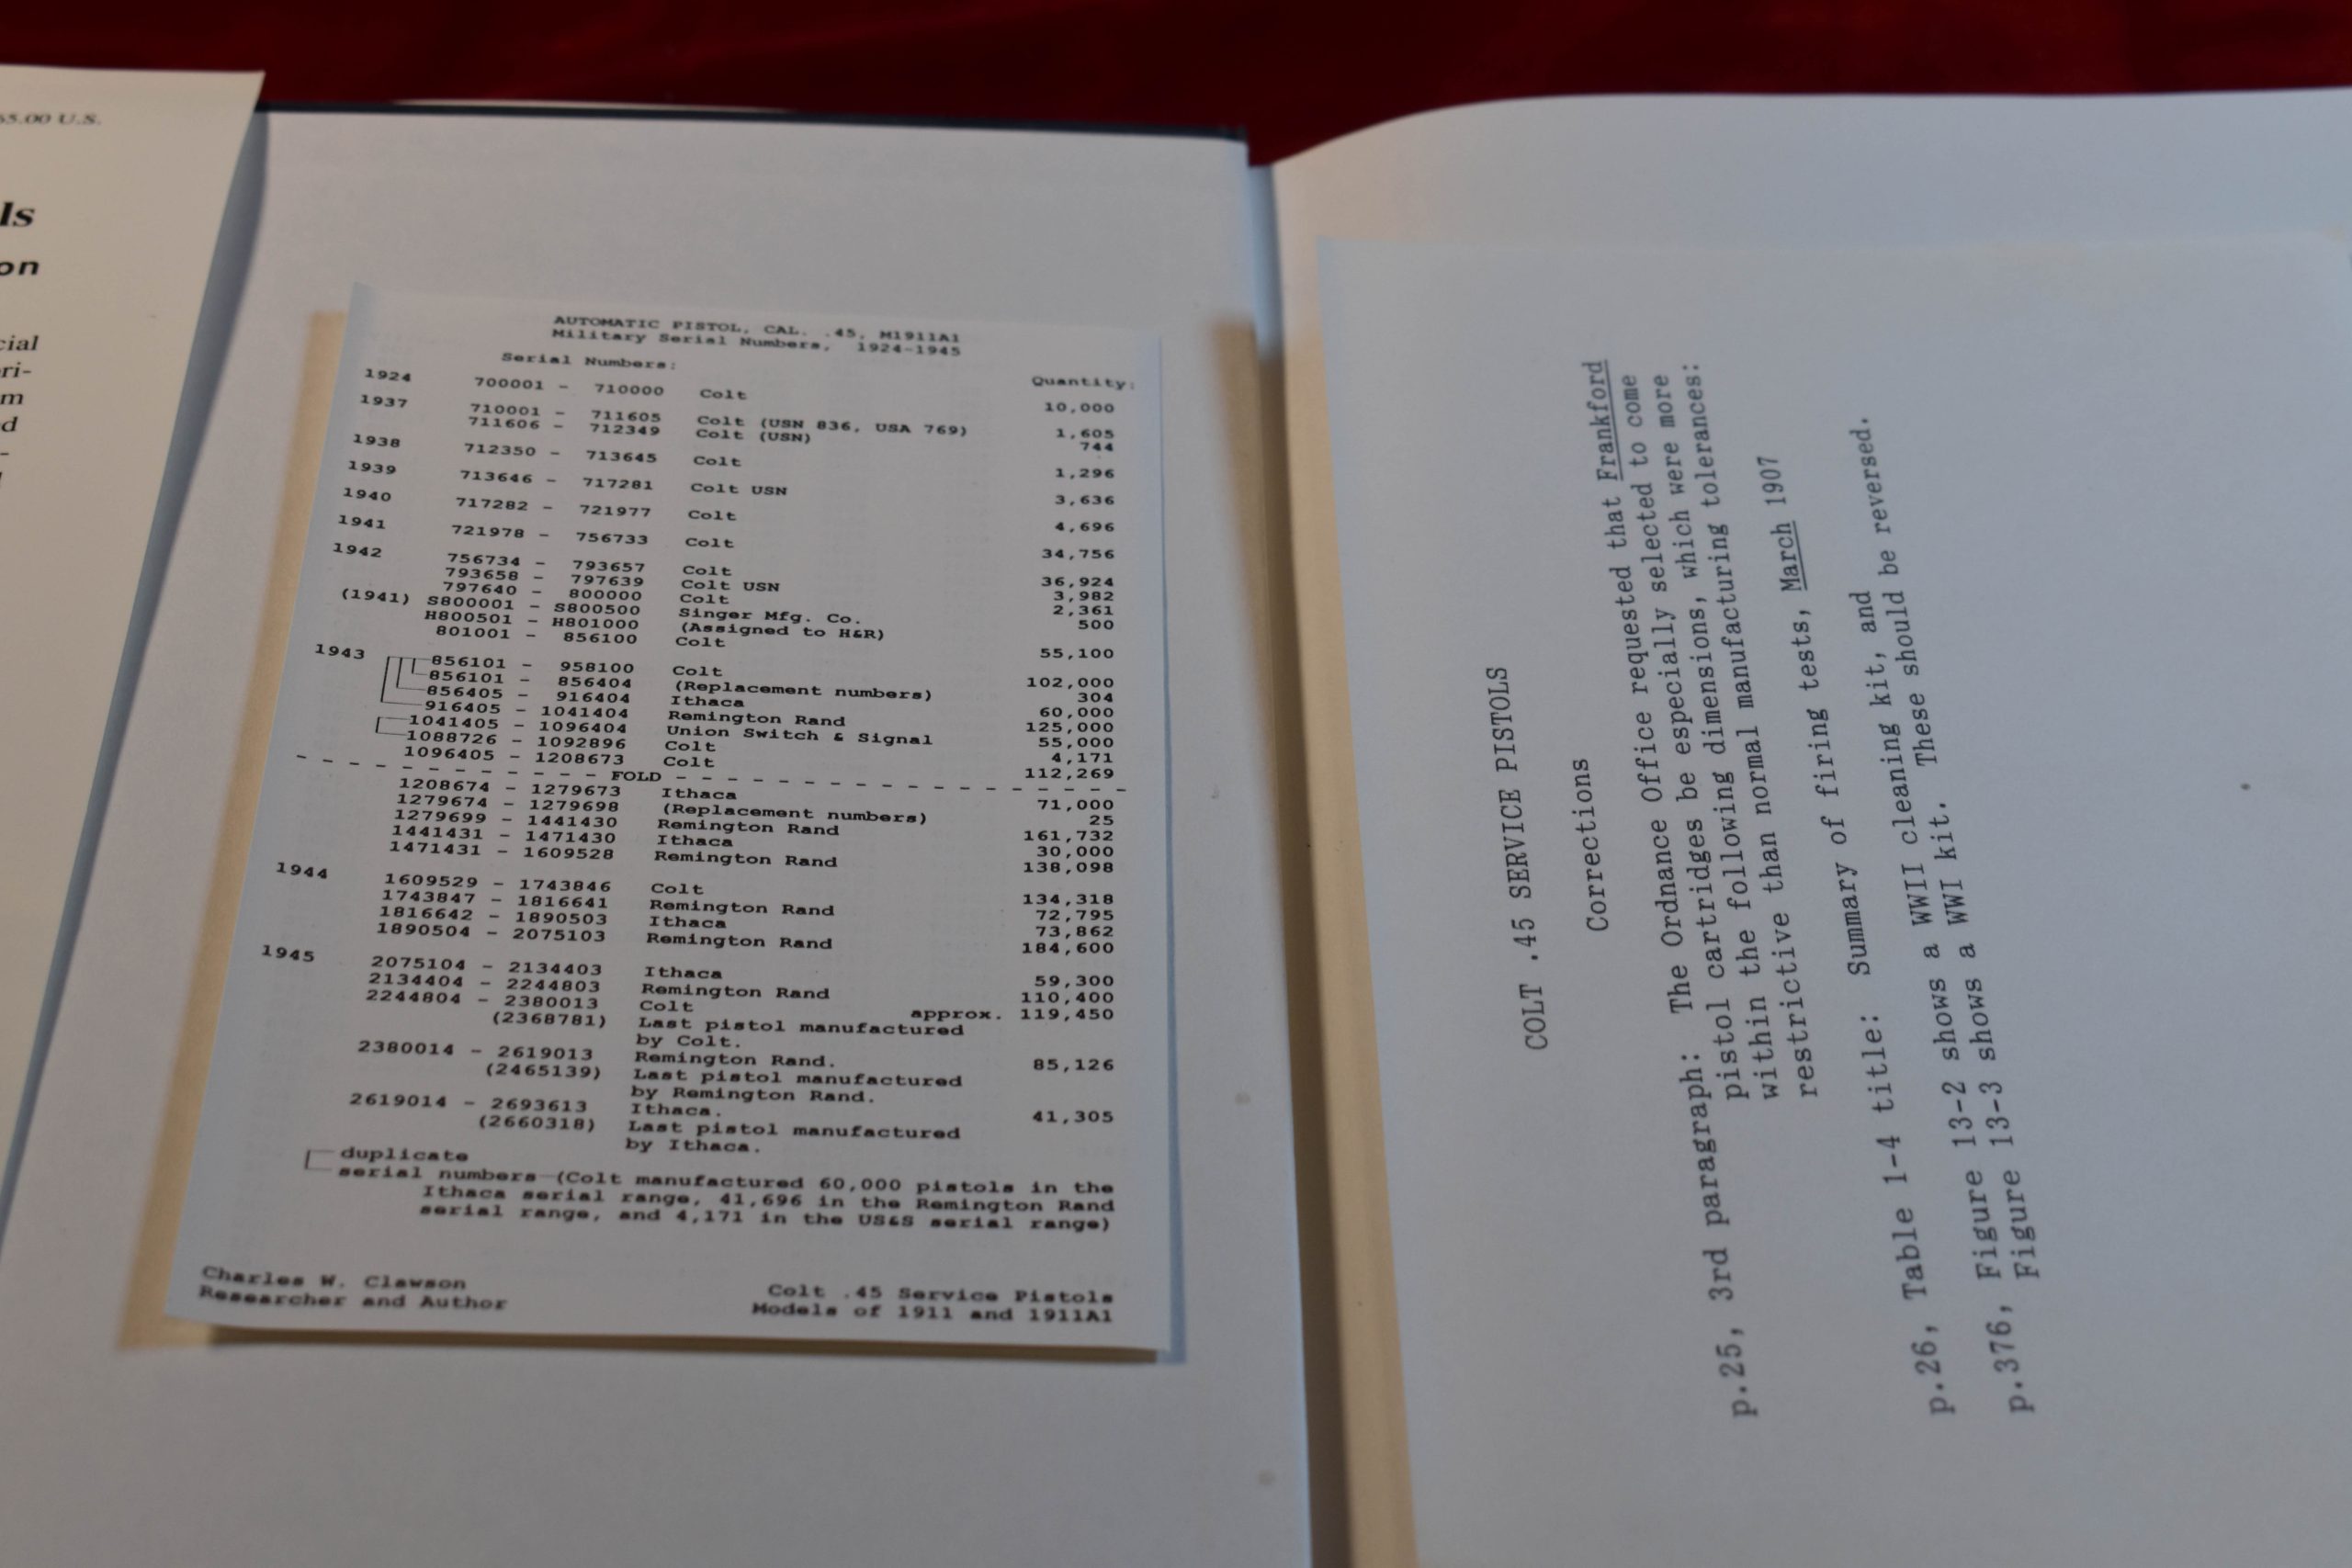 55.00 U.S.
ls
on
cial
ri-
m
d
-
AUTOMATIC PISTOL, CAL. .45, M1911A1
Military Serial Numbers, 1924-1945
Serial Numbers: Quantity:
1924 700001 - 710000 Colt 10,000
1937 710001 - 711605 Colt (USN 836, USA 769) 1,605
711606 - 712349 Colt (USN) 744
1938 712350 - 713645 Colt 1,296
1939 713646 - 717281 Colt USN 3,636
1940 717282 - 721977 Colt 4,696
1941 721978 - 756733 Colt 34,756
1942 756734 - 793657 Colt 36,924
793658 - 797639 Colt USN 3,982
797640 - 800000 Colt 2,361
(1941) S800001 - S800500 Singer Mfg. Co. 500
H800501 - H801000 (Assigned to H&R)
801001 - 856100 Colt 55,100
1943 856101 - 958100 Colt 102,000
856101 - 856404 (Replacement numbers) 304
856405 - 916404 Ithaca 60,000
916405 - 1041404 Remington Rand 125,000
1041405 - 1096404 Union Switch & Signal 55,000
1088726 - 1092896 Colt 4,171
1096405 - 1208673 Colt 112,269
- - - - - - - - - - - - FOLD - - - - - - - - - - - - - - - - - -
1208674 - 1279673 Ithaca 71,000
1279674 - 1279698 (Replacement numbers) 25
1279699 - 1441430 Remington Rand 161,732
1441431 - 1471430 Ithaca 30,000
1471431 - 1609528 Remington Rand 138,098
1944 1609529 - 1743846 Colt 134,318
1743847 - 1816641 Remington Rand 72,795
1816642 - 1890503 Ithaca 73,862
1890504 - 2075103 Remington Rand 184,600
1945 2075104 - 2134403 Ithaca 59,300
2134404 - 2244803 Remington Rand 110,400
2244804 - 2380013 Colt approx. 119,450
(2368781) Last pistol manufactured
by Colt.
2380014 - 2619013 Remington Rand. 85,126
(2465139) Last pistol manufactured
by Remington Rand.
2619014 - 2693613 Ithaca. 41,305
(2660318) Last pistol manufactured
by Ithaca.
duplicate
serial numbers (Colt manufactured 60,000 pistols in the
Ithaca serial range, 41,696 in the Remington Rand
serial range, and 4,171 in the US&S serial range)
Charles W. Clawson Colt .45 Service Pistols
Researcher and Author Models of 1911 and 1911A1
COLT .45 SERVICE PISTOLS
Corrections
p.25, 3rd paragraph: The Ordnance Office requested that Frankford
pistol cartridges be especially selected to come
within the following dimensions, which were more
restrictive than normal manufacturing tolerances:
p.26, Table 1-4 title: Summary of firing tests, March 1907
p.376, Figure 13-2 shows a WWII cleaning kit, and
Figure 13-3 shows a WWI kit. These should be reversed.